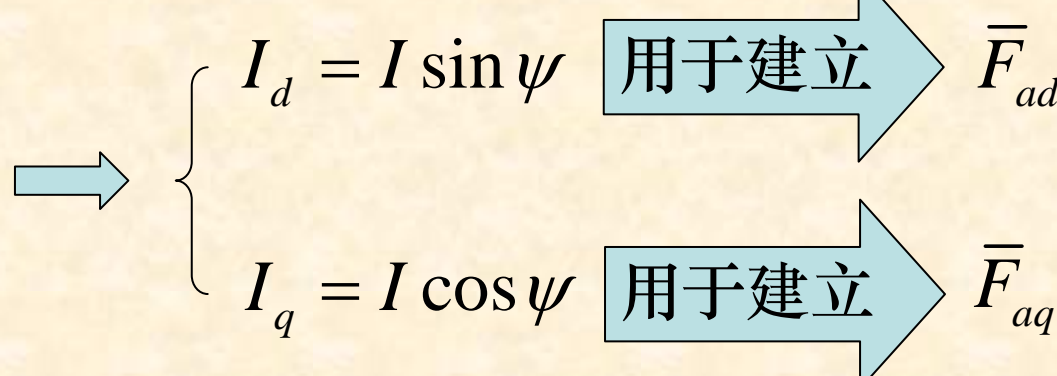 I_d = I sin ψ 用于建立 F̅_ad
I_q = I cos ψ 用于建立 F̅_aq